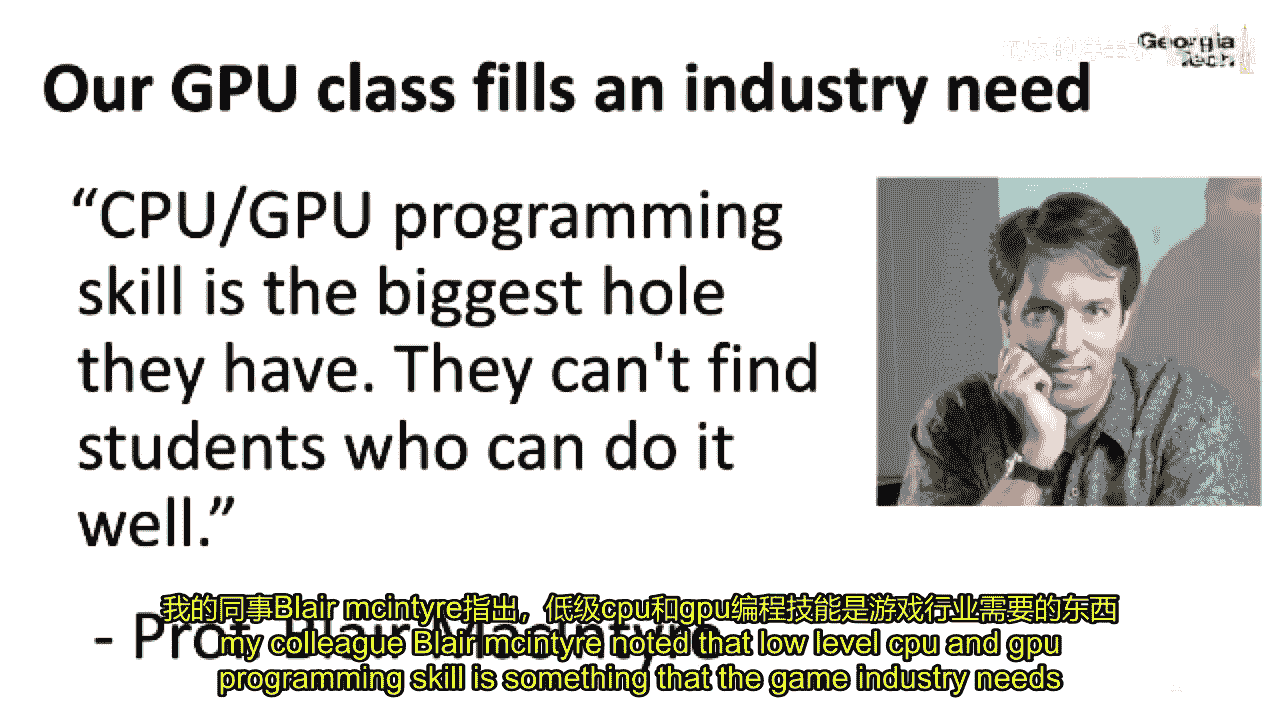 Georgia
Tech
Our GPU class fills an industry need
“CPU/GPU programming
skill is the biggest hole
they have. They can't find
students who can do it
well.”
- Prof. Blair MacIntyre
我的同事Blair mcintyre指出，低级cpu和gpu编程技能是游戏行业需要的东西
my colleague Blair mcintyre noted that low level cpu and gpu
programming skill is something that the game industry needs